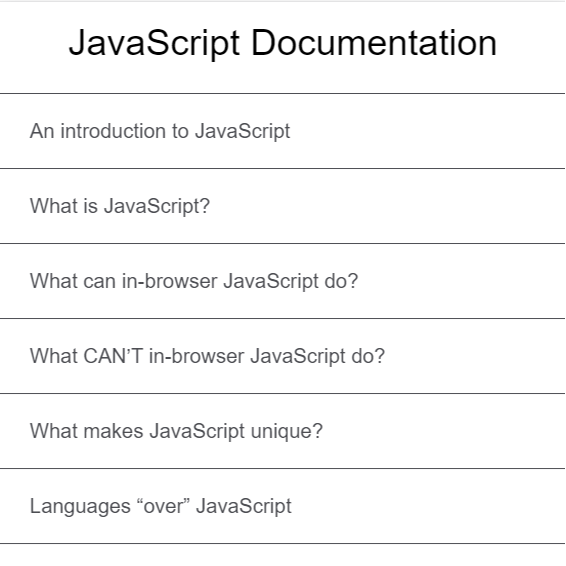 JavaScript Documentation
An introduction to JavaScript
What is JavaScript?
What can in-browser JavaScript do?
What CAN’T in-browser JavaScript do?
What makes JavaScript unique?
Languages “over” JavaScript